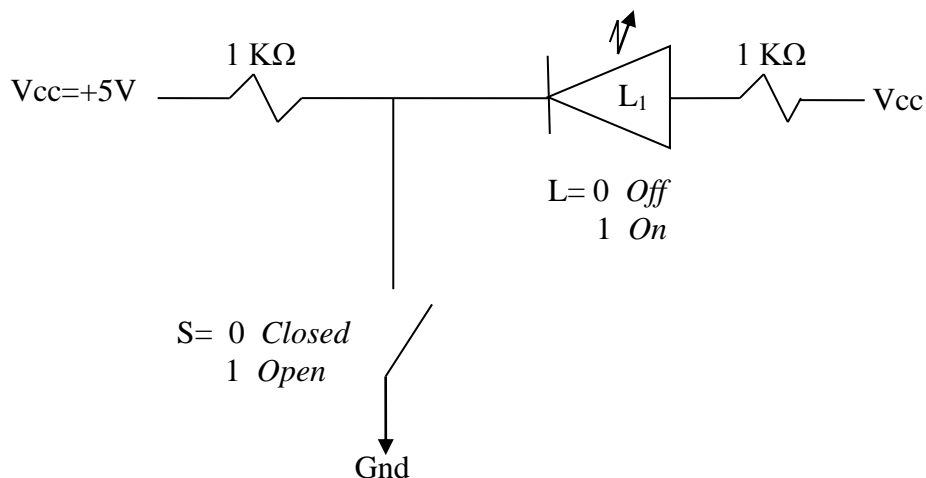 1 KΩ
1 KΩ
Vcc=+5V
L₁
Vcc
L= 0 Off
1 On
S= 0 Closed
1 Open
Gnd